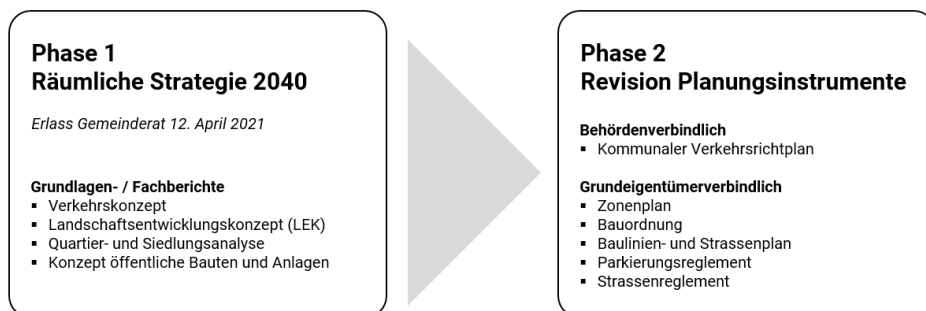 Phase 1
Räumliche Strategie 2040
Erlass Gemeinderat 12. April 2021
Grundlagen- / Fachberichte
▪ Verkehrskonzept
▪ Landschaftsentwicklungskonzept (LEK)
▪ Quartier- und Siedlungsanalyse
▪ Konzept öffentliche Bauten und Anlagen
Phase 2
Revision Planungsinstrumente
Behördenverbindlich
▪ Kommunaler Verkehrsrichtplan
Grundeigentümerverbindlich
▪ Zonenplan
▪ Bauordnung
▪ Baulinien- und Strassenplan
▪ Parkierungsreglement
▪ Strassenreglement